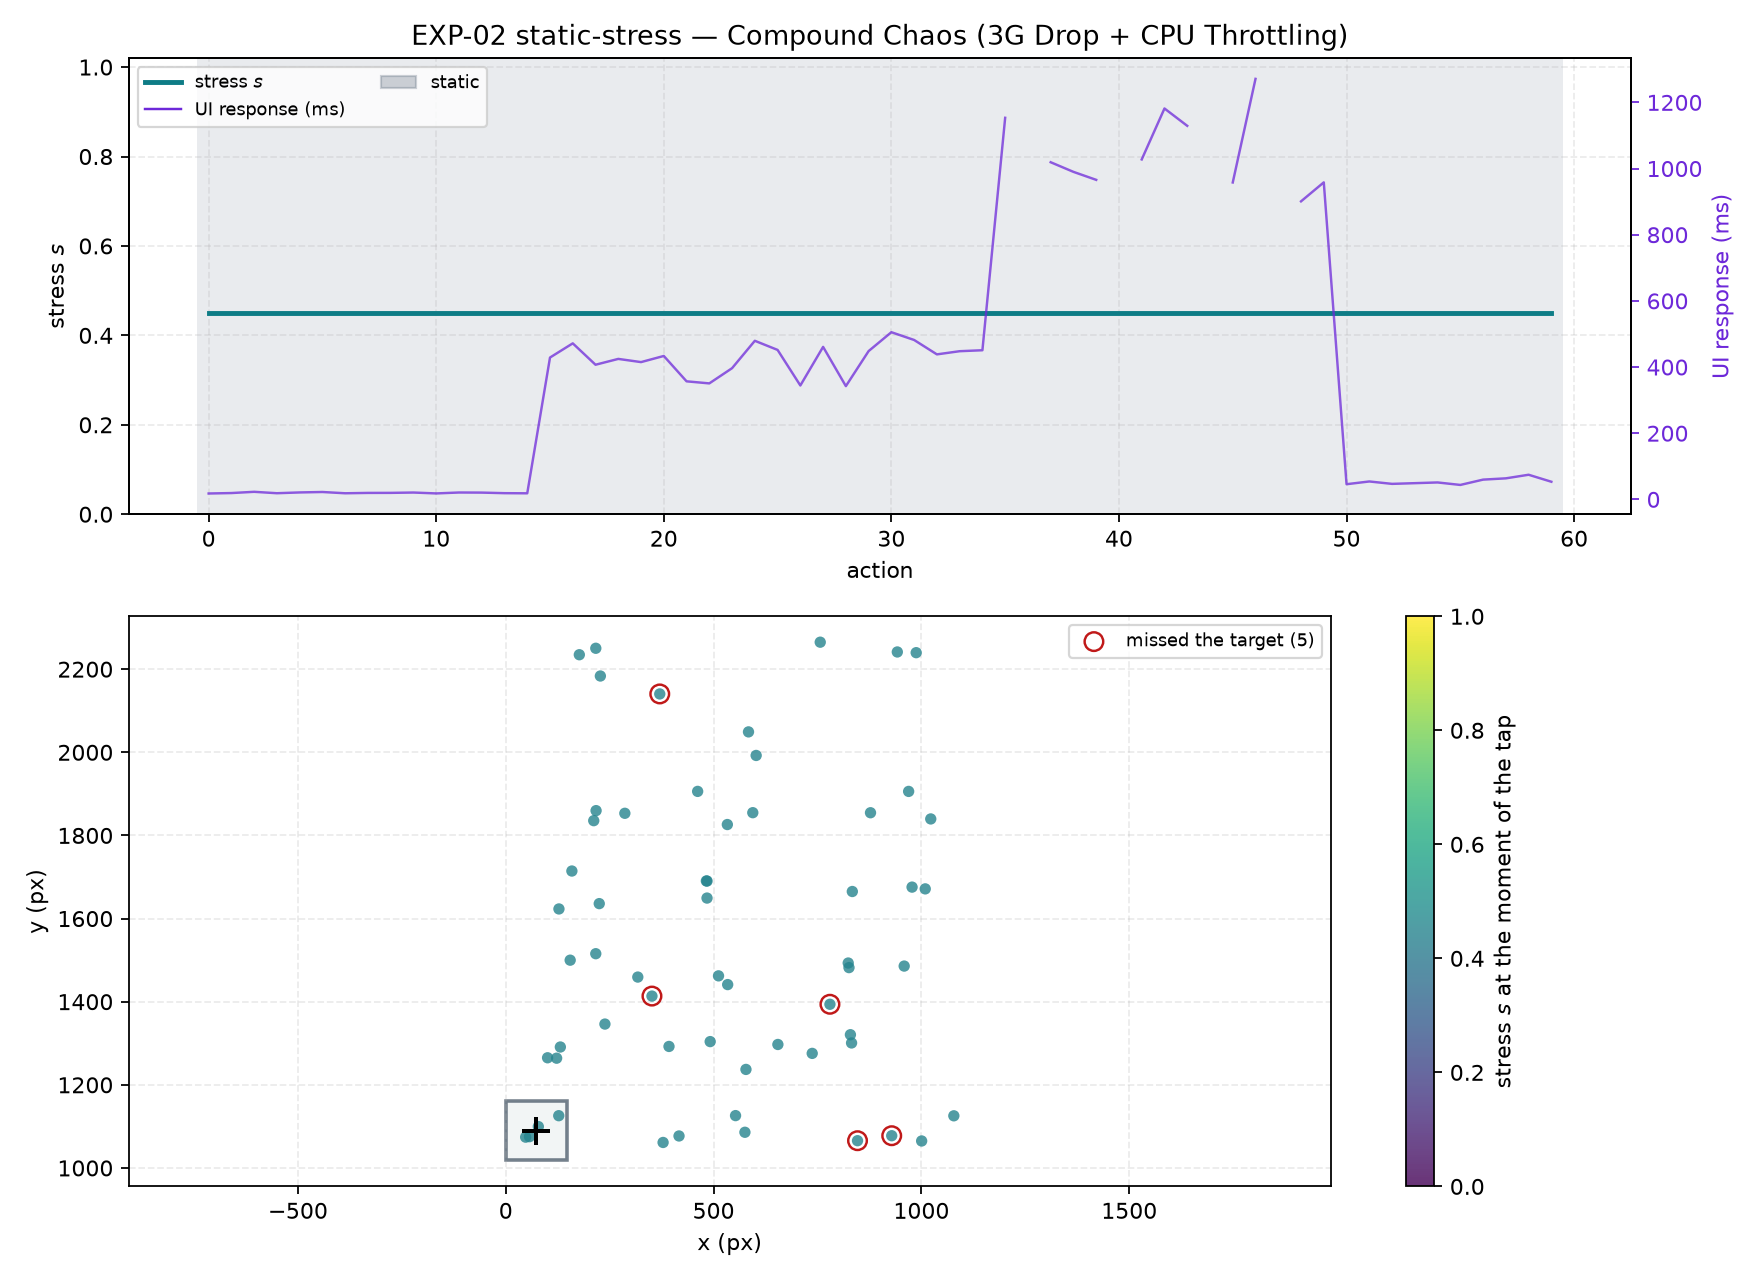 EXP-02 static-stress — Compound Chaos (3G Drop + CPU Throttling)
stress s
UI response (ms)
static
1.0
0.8
0.6
0.4
0.2
0.0
stress s
1200
1000
800
600
400
200
0
UI response (ms)
0 10 20 30 40 50 60
action
missed the target (5)
2200
2000
1800
1600
1400
1200
1000
y (px)
−500 0 500 1000 1500
x (px)
1.0
0.8
0.6
0.4
0.2
0.0
stress s at the moment of the tap